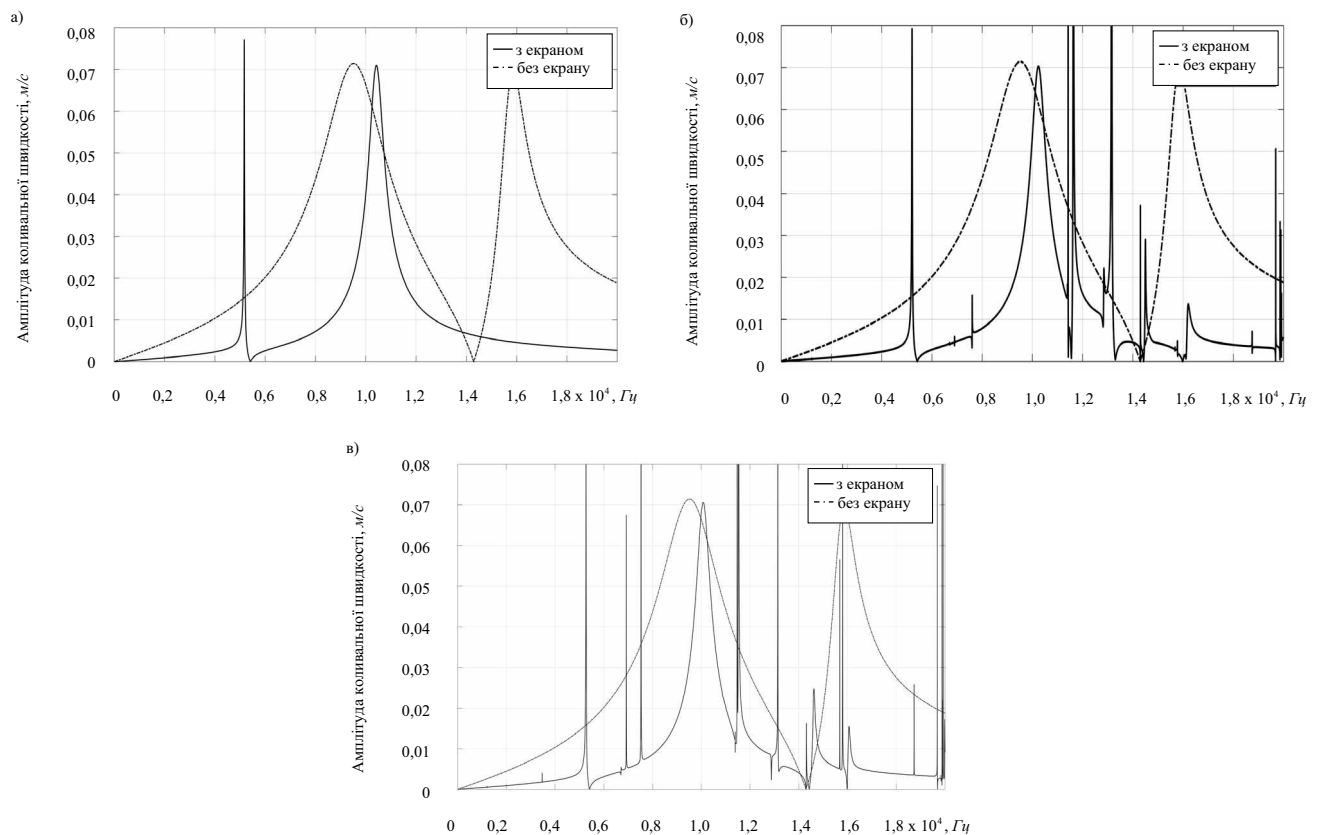 а)
Амплітуда коливальної швидкості, м/с
0,08
0,07
0,06
0,05
0,04
0,03
0,02
0,01
0
з екраном
без екрану
0 0,2 0,4 0,6 0,8 1,0 1,2 1,4 1,6 1,8 x 10⁴, Гц
б)
Амплітуда коливальної швидкості, м/с
0,08
0,07
0,06
0,05
0,04
0,03
0,02
0,01
0
з екраном
без екрану
0 0,2 0,4 0,6 0,8 1,0 1,2 1,4 1,6 1,8 x 10⁴, Гц
в)
Амплітуда коливальної швидкості, м/с
0,08
0,07
0,06
0,05
0,04
0,03
0,02
0,01
0
з екраном
без екрану
0 0,2 0,4 0,6 0,8 1,0 1,2 1,4 1,6 1,8 x 10⁴, Гц